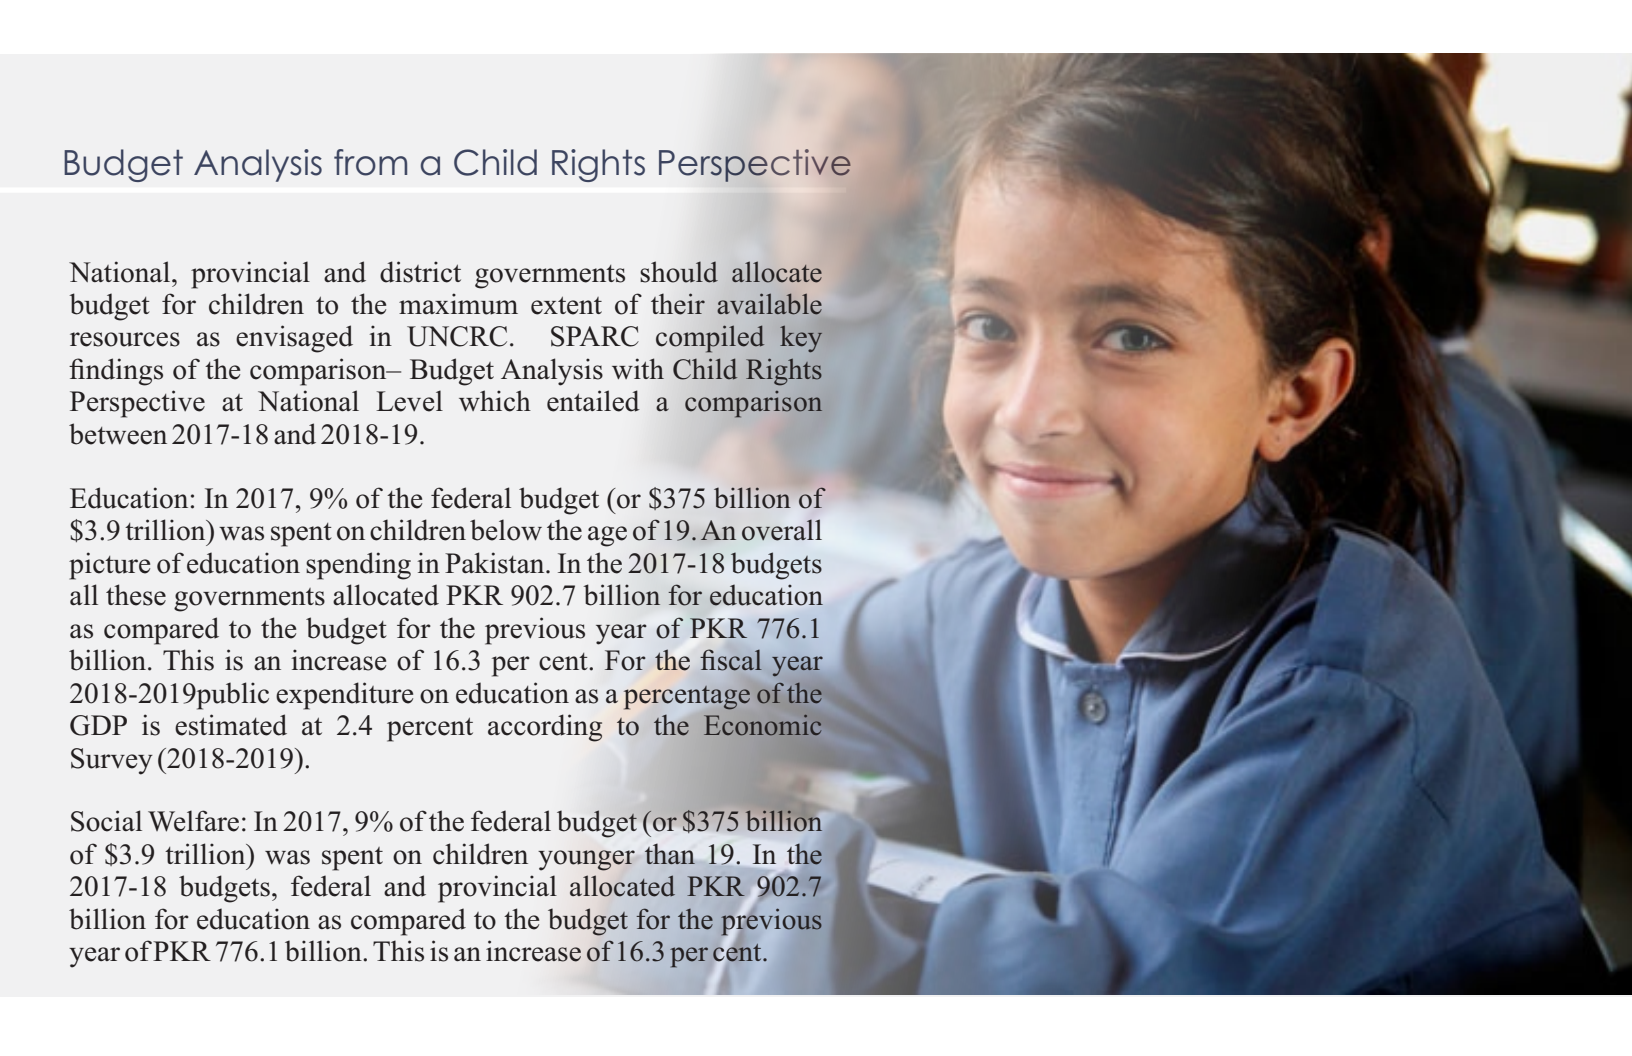 Budget Analysis from a Child Rights Perspective
National, provincial and district governments should allocate
budget for children to the maximum extent of their available
resources as envisaged in UNCRC.  SPARC compiled key
findings of the comparison– Budget Analysis with Child Rights
Perspective at National Level which entailed a comparison
between 2017-18 and 2018-19.
Education: In 2017, 9% of the federal budget (or $375 billion of
$3.9 trillion) was spent on children below the age of 19. An overall
picture of education spending in Pakistan. In the 2017-18 budgets
all these governments allocated PKR 902.7 billion for education
as compared to the budget for the previous year of PKR 776.1
billion. This is an increase of 16.3 per cent. For the fiscal year
2018-2019public expenditure on education as a percentage of the
GDP is estimated at 2.4 percent according to the Economic
Survey (2018-2019).
Social Welfare: In 2017, 9% of the federal budget (or $375 billion
of $3.9 trillion) was spent on children younger than 19. In the
2017-18 budgets, federal and provincial allocated PKR 902.7
billion for education as compared to the budget for the previous
year of PKR 776.1 billion. This is an increase of 16.3 per cent.